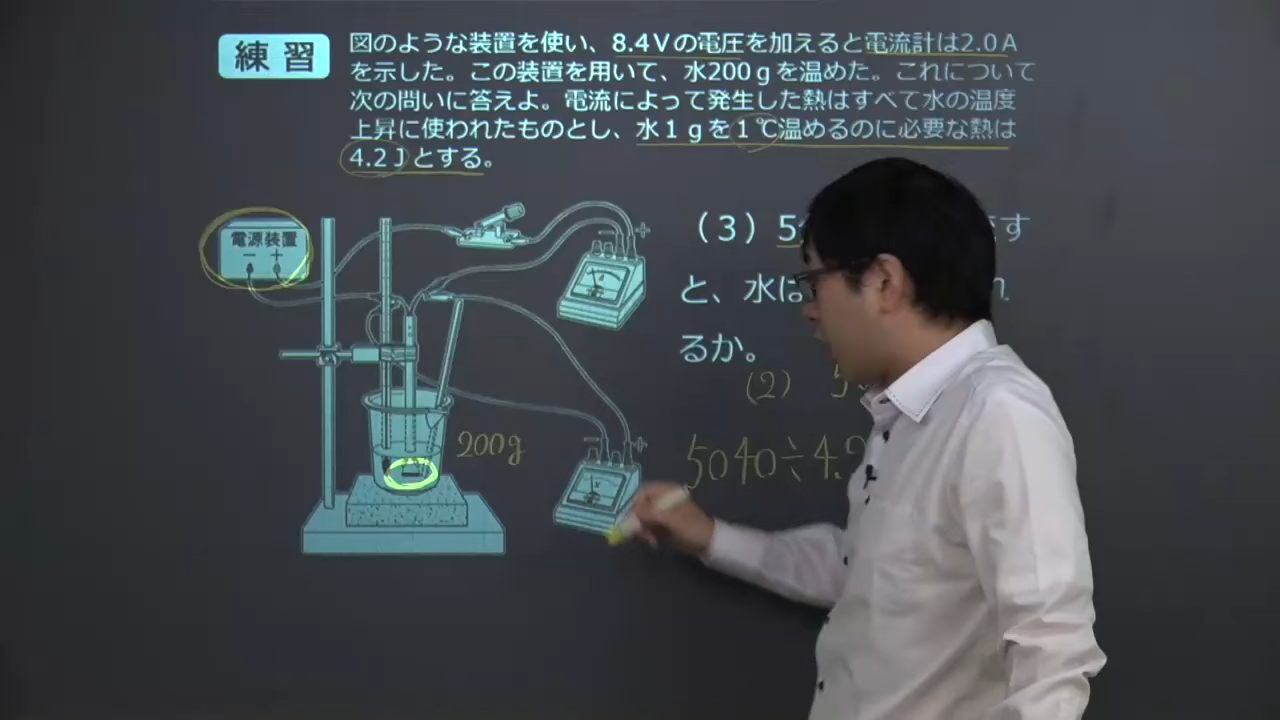 練習
図のような装置を使い、8.4Vの電圧を加えると電流計は2.0A
を示した。この装置を用いて、水200gを温めた。これについて
次の問いに答えよ。電流によって発生した熱はすべて水の温度
上昇に使われたものとし、水1gを1℃温めるのに必要な熱は
4.2Jとする。
電源装置
− +
− +
(3) 5 す
と、水は れ
るか。
(2) 5
200g
5040÷4.2
− +